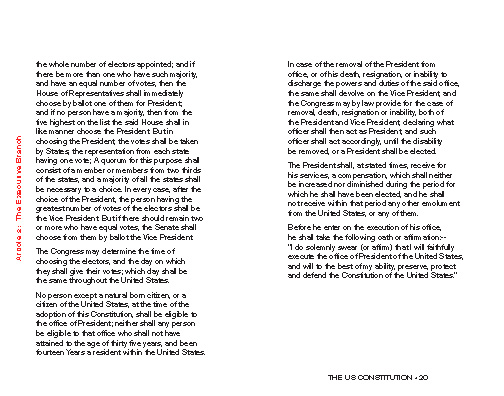 the whole number of electors appointed; and if
there be more than one who have such majority,
and have an equal number of votes, then the
House of Representatives shall immediately
choose by ballot one of them for President;
and if no person have a majority, then from the
five highest on the list the said House shall in
like manner choose the President. But in
choosing the President, the votes shall be taken
by States, the representation from each state
having one vote; A quorum for this purpose shall
consist of a member or members from two thirds
of the states, and a majority of all the states shall
be necessary to a choice. In every case, after the
choice of the President, the person having the
greatest number of votes of the electors shall be
the Vice President. But if there should remain two
or more who have equal votes, the Senate shall
choose from them by ballot the Vice President.
The Congress may determine the time of
choosing the electors, and the day on which
they shall give their votes; which day shall be
the same throughout the United States.
No person except a natural born citizen, or a
citizen of the United States, at the time of the
adoption of this Constitution, shall be eligible to
the office of President; neither shall any person
be eligible to that office who shall not have
attained to the age of thirty five years, and been
fourteen Years a resident within the United States.
In case of the removal of the President from
office, or of his death, resignation, or inability to
discharge the powers and duties of the said office,
the same shall devolve on the Vice President, and
the Congress may by law provide for the case of
removal, death, resignation or inability, both of
the President and Vice President, declaring what
officer shall then act as President, and such
officer shall act accordingly, until the disability
be removed, or a President shall be elected.
The President shall, at stated times, receive for
his services, a compensation, which shall neither
be increased nor diminished during the period for
which he shall have been elected, and he shall
not receive within that period any other emolument
from the United States, or any of them.
Before he enter on the execution of his office,
he shall take the following oath or affirmation:--
"I do solemnly swear (or affirm) that I will faithfully
execute the office of President of the United States,
and will to the best of my ability, preserve, protect
and defend the Constitution of the United States."
THE US CONSTITUTION • 20
: The Executive Branch